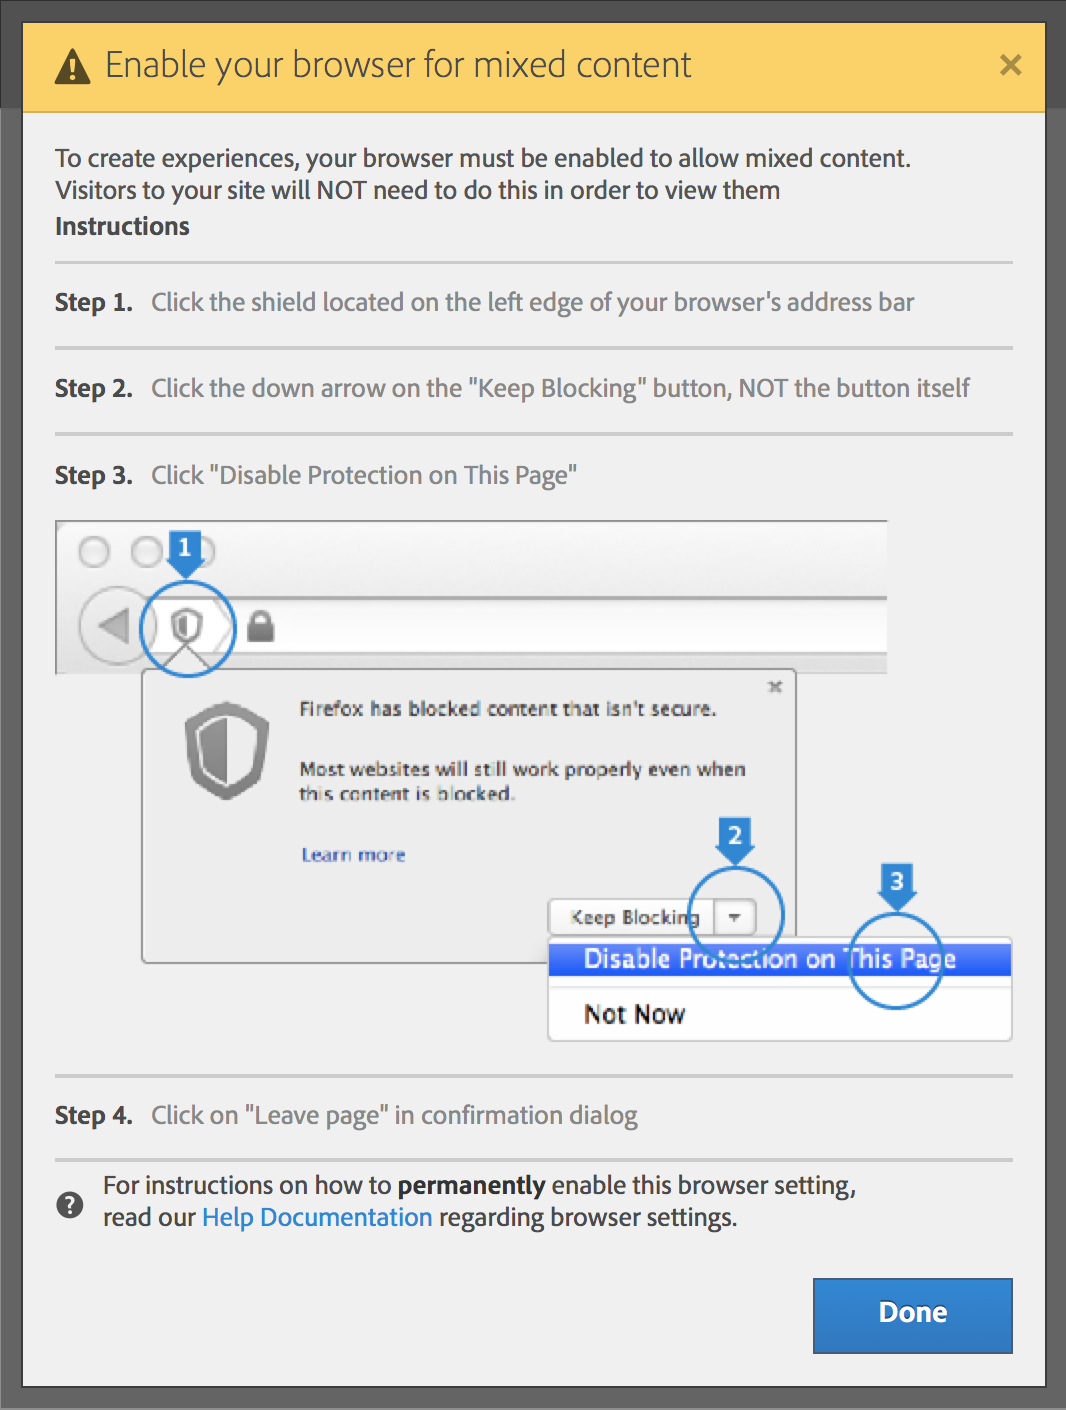 Enable your browser for mixed content
To create experiences, your browser must be enabled to allow mixed content.
Visitors to your site will NOT need to do this in order to view them
Instructions
Step 1. Click the shield located on the left edge of your browser's address bar
Step 2. Click the down arrow on the "Keep Blocking" button, NOT the button itself
Step 3. Click "Disable Protection on This Page"
1
Firefox has blocked content that isn't secure.
Most websites will still work properly even when
this content is blocked.
Learn more
2
3
Keep Blocking
Disable Protection on This Page
Not Now
Step 4. Click on "Leave page" in confirmation dialog
For instructions on how to permanently enable this browser setting,
read our Help Documentation regarding browser settings.
Done